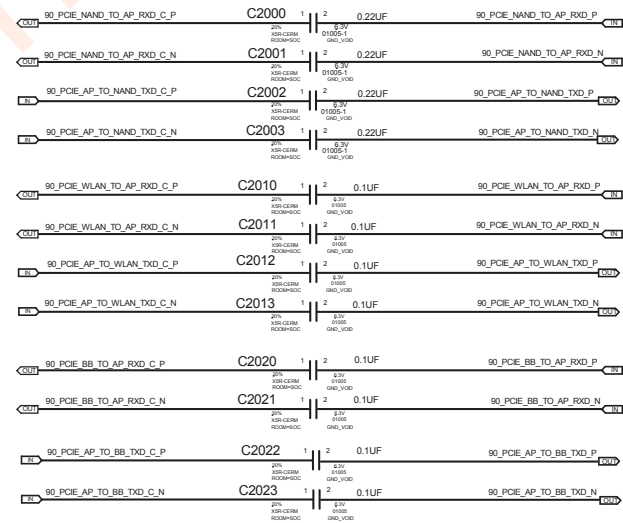 90_PCIE_NAND_TO_AP_RXD_C_P C2000 1 2 0.22UF 90_PCIE_NAND_TO_AP_RXD_P
OUT 20% 6.3V IN
X5R-CERM 01005-1
ROOM=SOC GND_VOID
90_PCIE_NAND_TO_AP_RXD_C_N C2001 1 2 0.22UF 90_PCIE_NAND_TO_AP_RXD_N
OUT 20% 6.3V IN
X5R-CERM 01005-1
ROOM=SOC GND_VOID
90_PCIE_AP_TO_NAND_TXD_C_P C2002 1 2 0.22UF 90_PCIE_AP_TO_NAND_TXD_P
IN 20% 6.3V OUT
X5R-CERM 01005-1
ROOM=SOC GND_VOID
90_PCIE_AP_TO_NAND_TXD_C_N C2003 1 2 0.22UF 90_PCIE_AP_TO_NAND_TXD_N
IN 20% 6.3V OUT
X5R-CERM 01005-1
ROOM=SOC GND_VOID
90_PCIE_WLAN_TO_AP_RXD_C_P C2010 1 2 0.1UF 90_PCIE_WLAN_TO_AP_RXD_P
OUT 20% 6.3V IN
X5R-CERM 01005
ROOM=SOC GND_VOID
90_PCIE_WLAN_TO_AP_RXD_C_N C2011 1 2 0.1UF 90_PCIE_WLAN_TO_AP_RXD_N
OUT 20% 6.3V IN
X5R-CERM 01005
ROOM=SOC GND_VOID
90_PCIE_AP_TO_WLAN_TXD_C_P C2012 1 2 0.1UF 90_PCIE_AP_TO_WLAN_TXD_P
IN 20% 6.3V OUT
X5R-CERM 01005
ROOM=SOC GND_VOID
90_PCIE_AP_TO_WLAN_TXD_C_N C2013 1 2 0.1UF 90_PCIE_AP_TO_WLAN_TXD_N
IN 20% 6.3V OUT
X5R-CERM 01005
ROOM=SOC GND_VOID
90_PCIE_BB_TO_AP_RXD_C_P C2020 1 2 0.1UF 90_PCIE_BB_TO_AP_RXD_P
OUT 20% 6.3V IN
X5R-CERM 01005
ROOM=SOC GND_VOID
90_PCIE_BB_TO_AP_RXD_C_N C2021 1 2 0.1UF 90_PCIE_BB_TO_AP_RXD_N
OUT 20% 6.3V IN
X5R-CERM 01005
ROOM=SOC GND_VOID
90_PCIE_AP_TO_BB_TXD_C_P C2022 1 2 0.1UF 90_PCIE_AP_TO_BB_TXD_P
IN 20% 6.3V OUT
X5R-CERM 01005
ROOM=SOC GND_VOID
90_PCIE_AP_TO_BB_TXD_C_N C2023 1 2 0.1UF 90_PCIE_AP_TO_BB_TXD_N
IN 20% 6.3V OUT
X5R-CERM 01005
ROOM=SOC GND_VOID